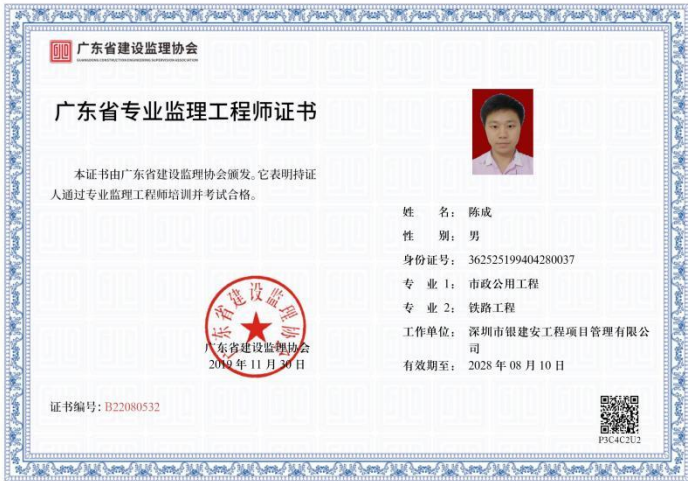 广东省建设监理协会
GUANGDONG CONSTRUCTION ENGINEERING SUPERVISION ASSOCIATION
广东省专业监理工程师证书
本证书由广东省建设监理协会颁发。它表明持证
人通过专业监理工程师培训并考试合格。
姓 名： 陈成
性 别： 男
身份证号： 362525199404280037
专 业 1： 市政公用工程
专 业 2： 铁路工程
工作单位： 深圳市银建安工程项目管理有限公
司
有效期至： 2028 年 08 月 10 日
广东省建设监理协会
广东省建设监理协会
2019 年 11 月 30 日
证书编号: B22080532
P3C4C2U2